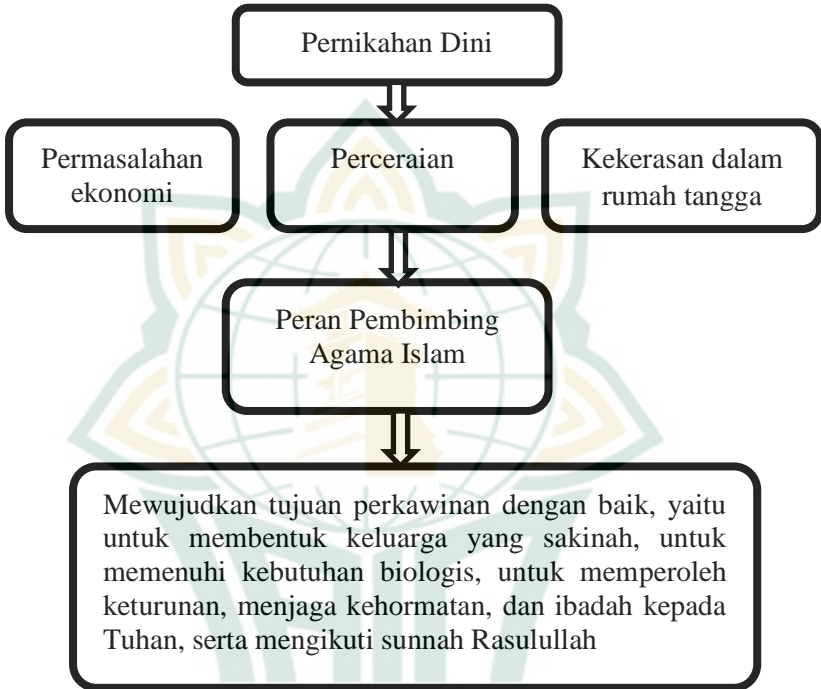 Pernikahan Dini
Permasalahan
ekonomi
Perceraian
Kekerasan dalam
rumah tangga
Peran Pembimbing
Agama Islam
Mewujudkan tujuan perkawinan dengan baik, yaitu
untuk membentuk keluarga yang sakinah, untuk
memenuhi kebutuhan biologis, untuk memperoleh
keturunan, menjaga kehormatan, dan ibadah kepada
Tuhan, serta mengikuti sunnah Rasulullah